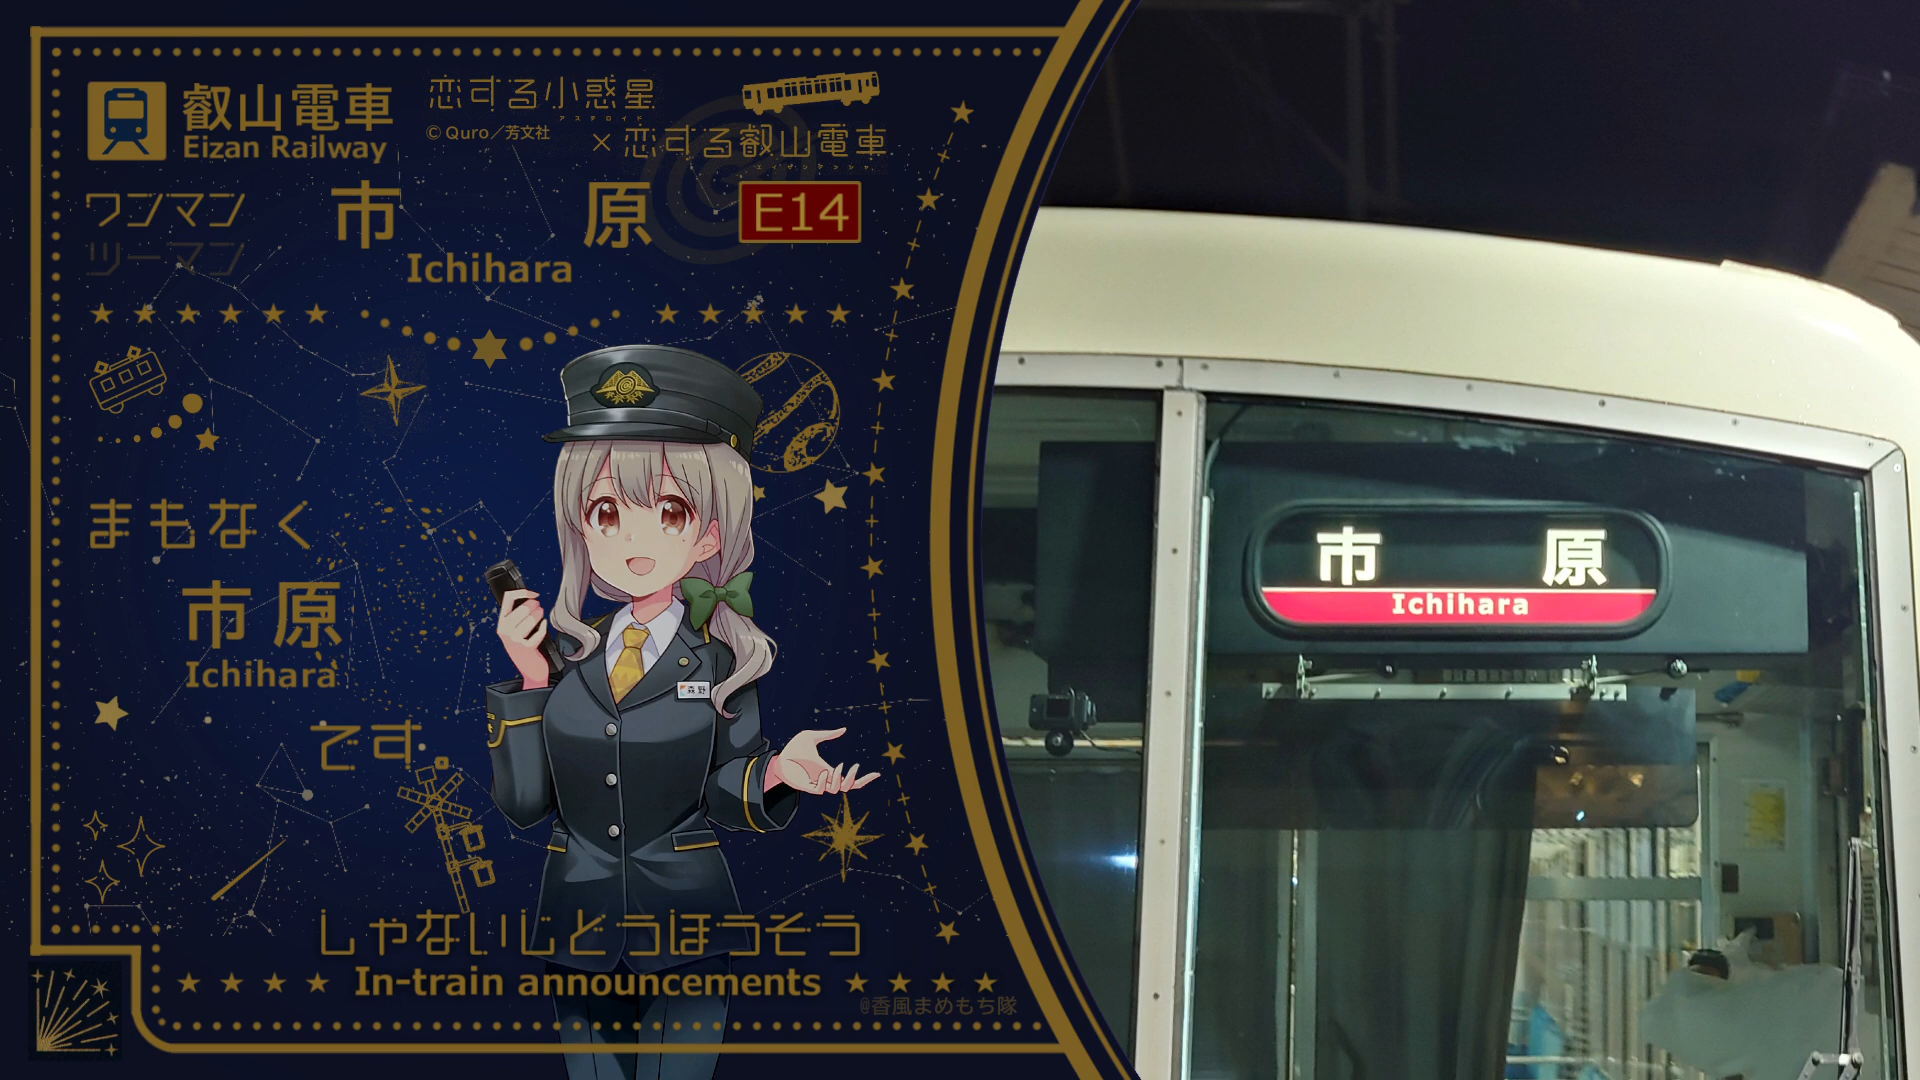 叡山電車
Eizan Railway
恋する小惑星
アステロイド
© Quro／芳文社
× 恋する叡山電車
エイザンデンシャ
ワンマン
ツーマン
市 原
E14
Ichihara
まもなく
市原
Ichihara
です。
森野
しゃないじどうほうそう
In-train announcements
@香風まめもち隊
市 原
Ichihara